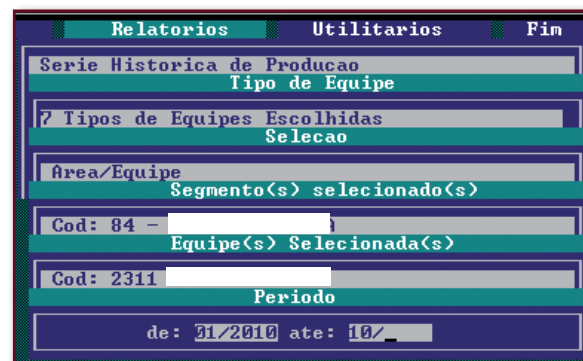 Relatorios Utilitarios Fim
Serie Historica de Producao
Tipo de Equipe
7 Tipos de Equipes Escolhidas
Selecao
Area/Equipe
Segmento(s) selecionado(s)
Cod: 84 -
Equipe(s) Selecionada(s)
Cod: 2311
Periodo
de: 01/2010 ate: 10/_